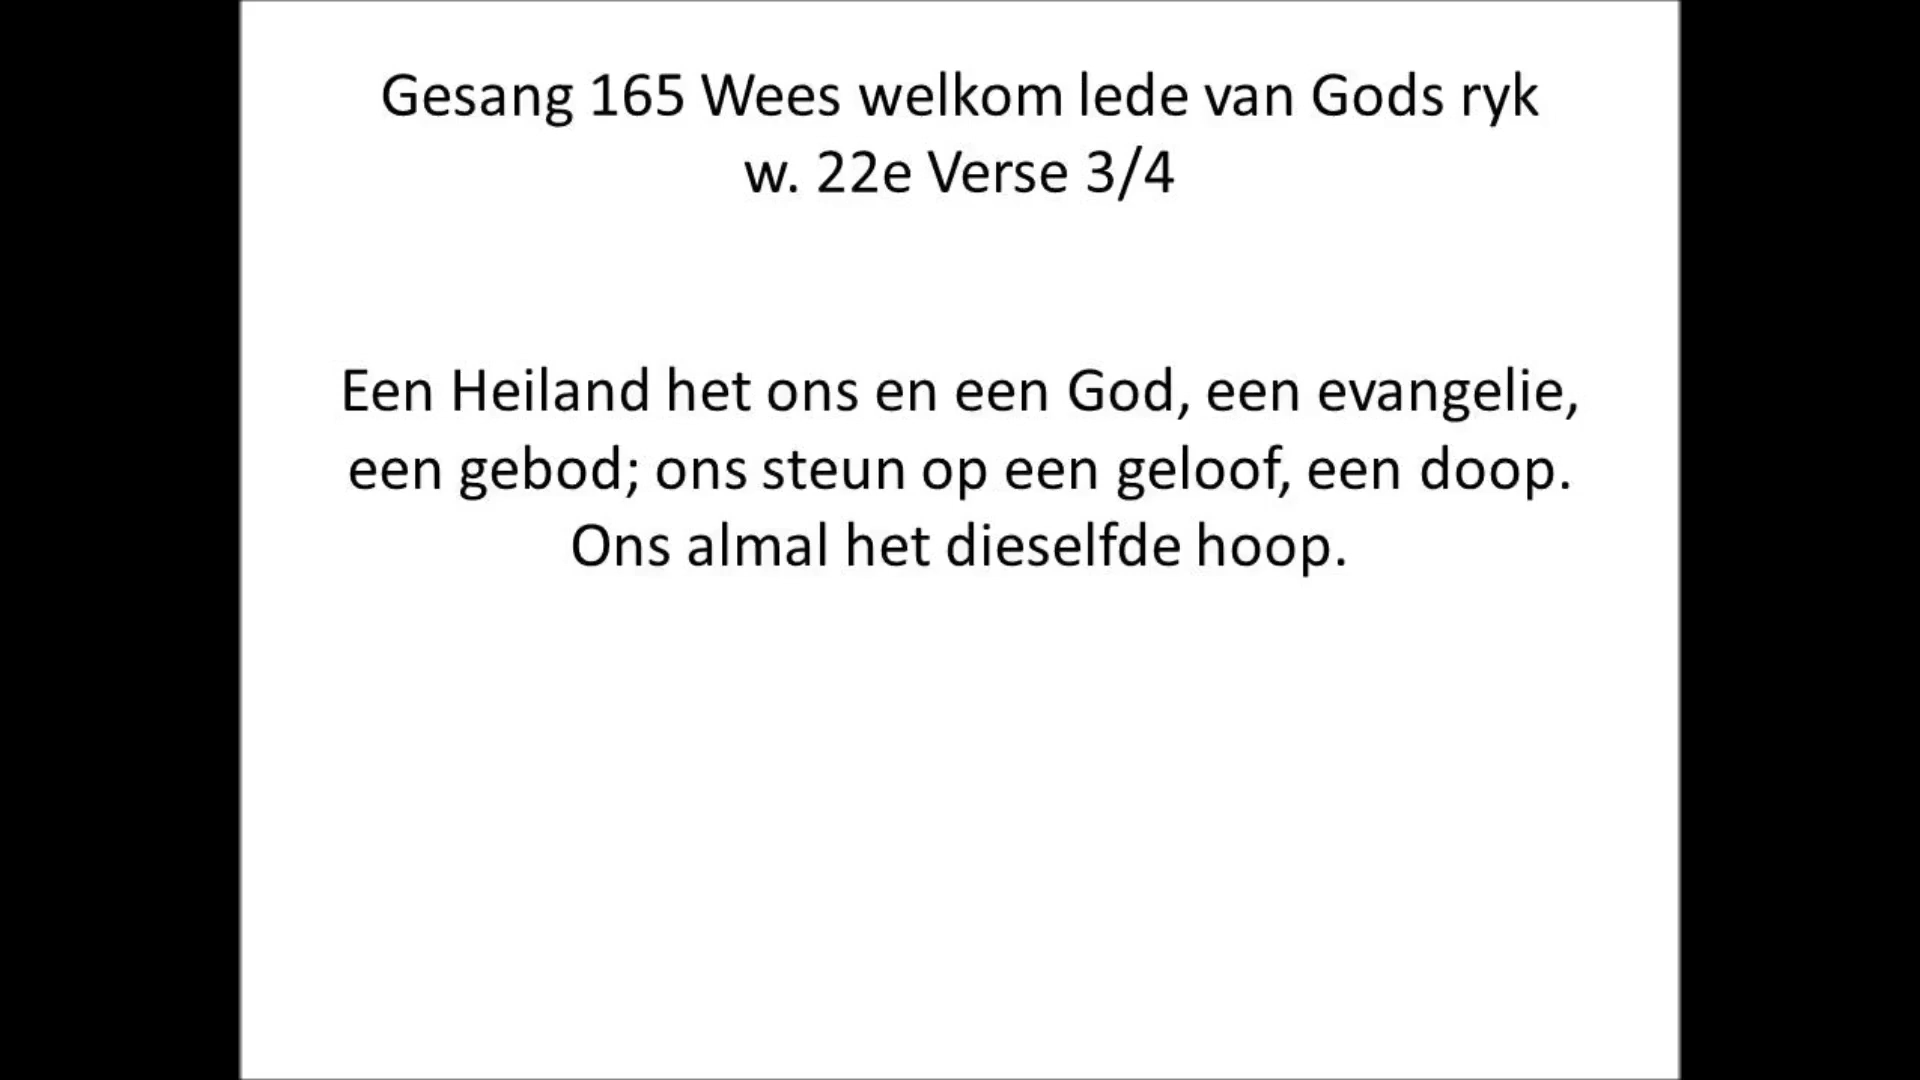 Gesang 165 Wees welkom lede van Gods ryk
w. 22e Verse 3/4
Een Heiland het ons en een God, een evangelie,
een gebod; ons steun op een geloof, een doop.
Ons almal het dieselfde hoop.